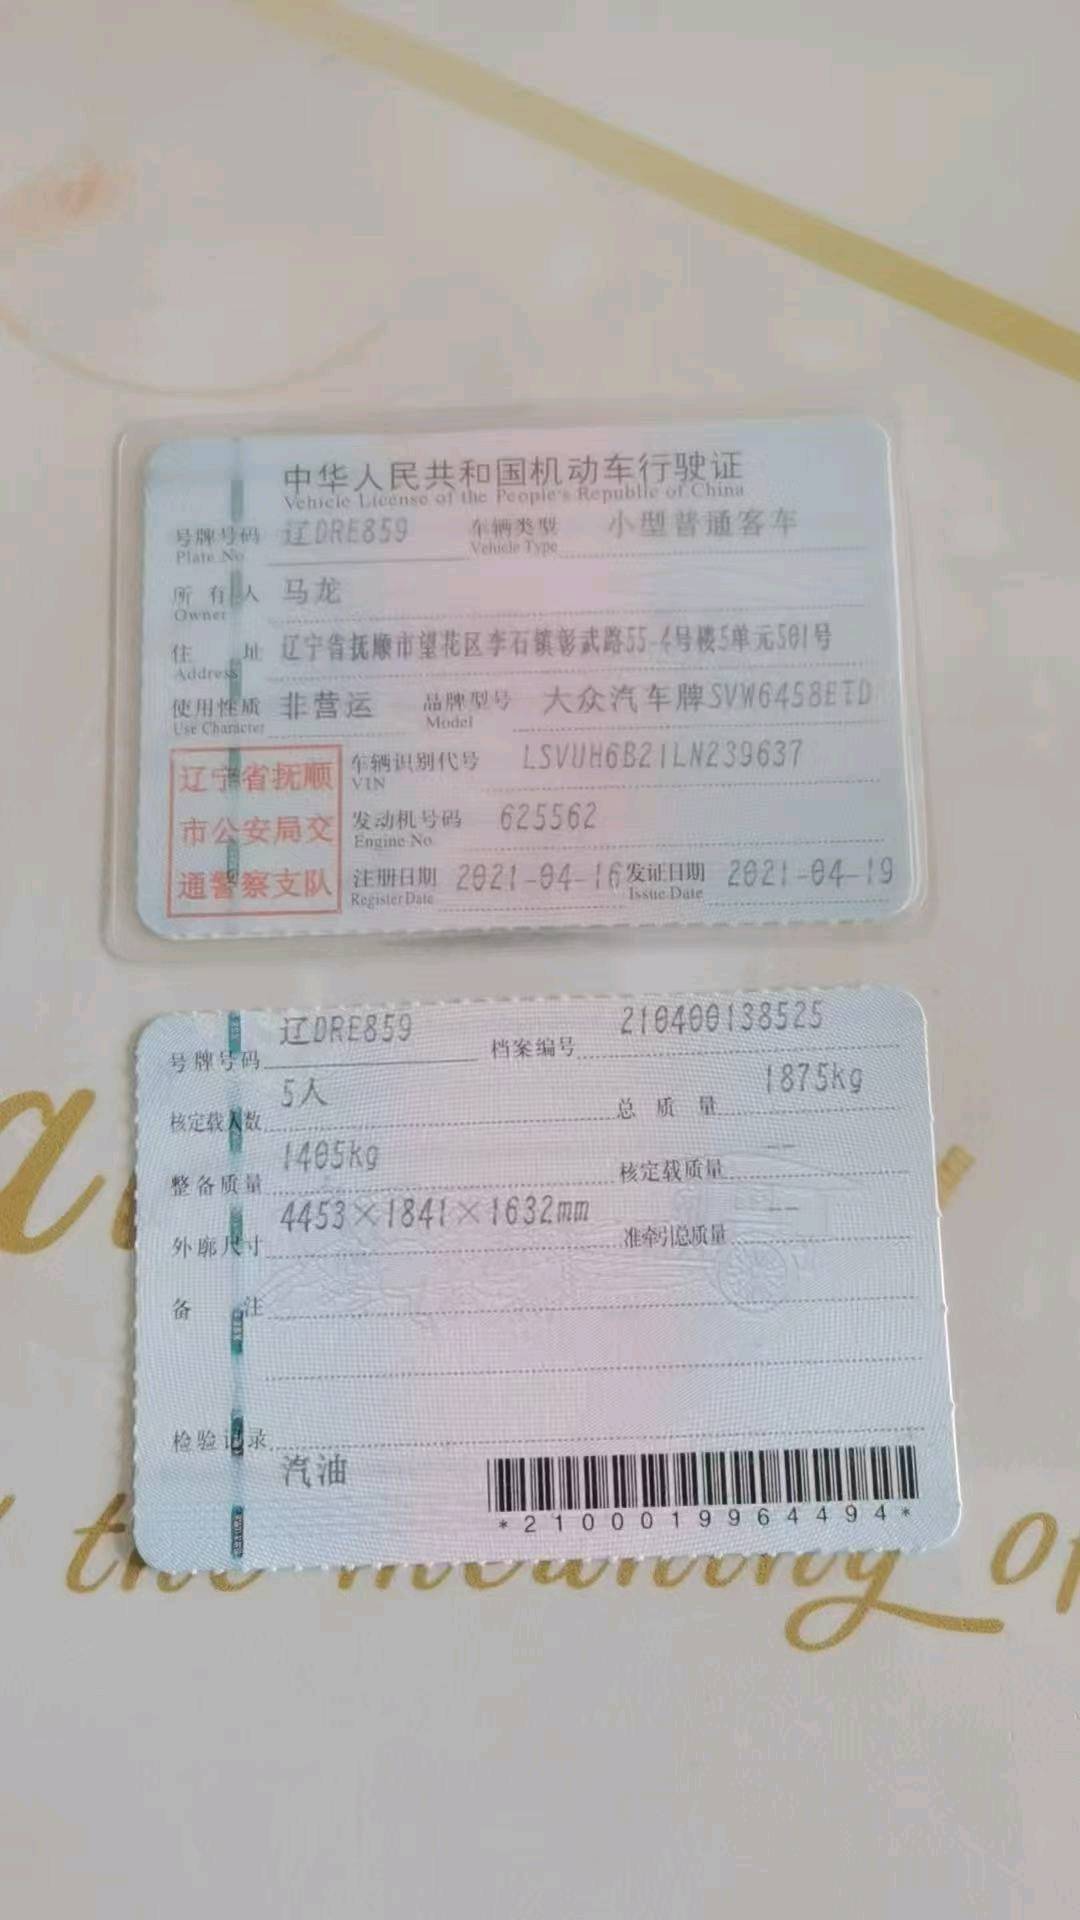 中华人民共和国机动车行驶证
Vehicle License of the People's Republic of China
号牌号码 辽DRE859 车辆类型 小型普通客车
Plate No. Vehicle Type
所有人 马龙
Owner
住址 辽宁省抚顺市望花区李石镇彰武路55-4号楼5单元501号
Address
使用性质 非营运 品牌型号 大众汽车牌SVW6458ETD
Use Character Model
辽宁省抚顺
市公安局交
通警察支队
车辆识别代号 LSVUH6B21LN239637
VIN
发动机号码 625562
Engine No.
注册日期 2021-04-16 发证日期 2021-04-19
Register Date Issue Date
号牌号码 辽DRE859 档案编号 210400138525
核定载人数 5人 总质量 1875kg
整备质量 1405kg 核定载质量 --
外廓尺寸 4453×1841×1632mm 准牵引总质量 --
备注
检验记录
汽油
*2100019964494*
the meaning of